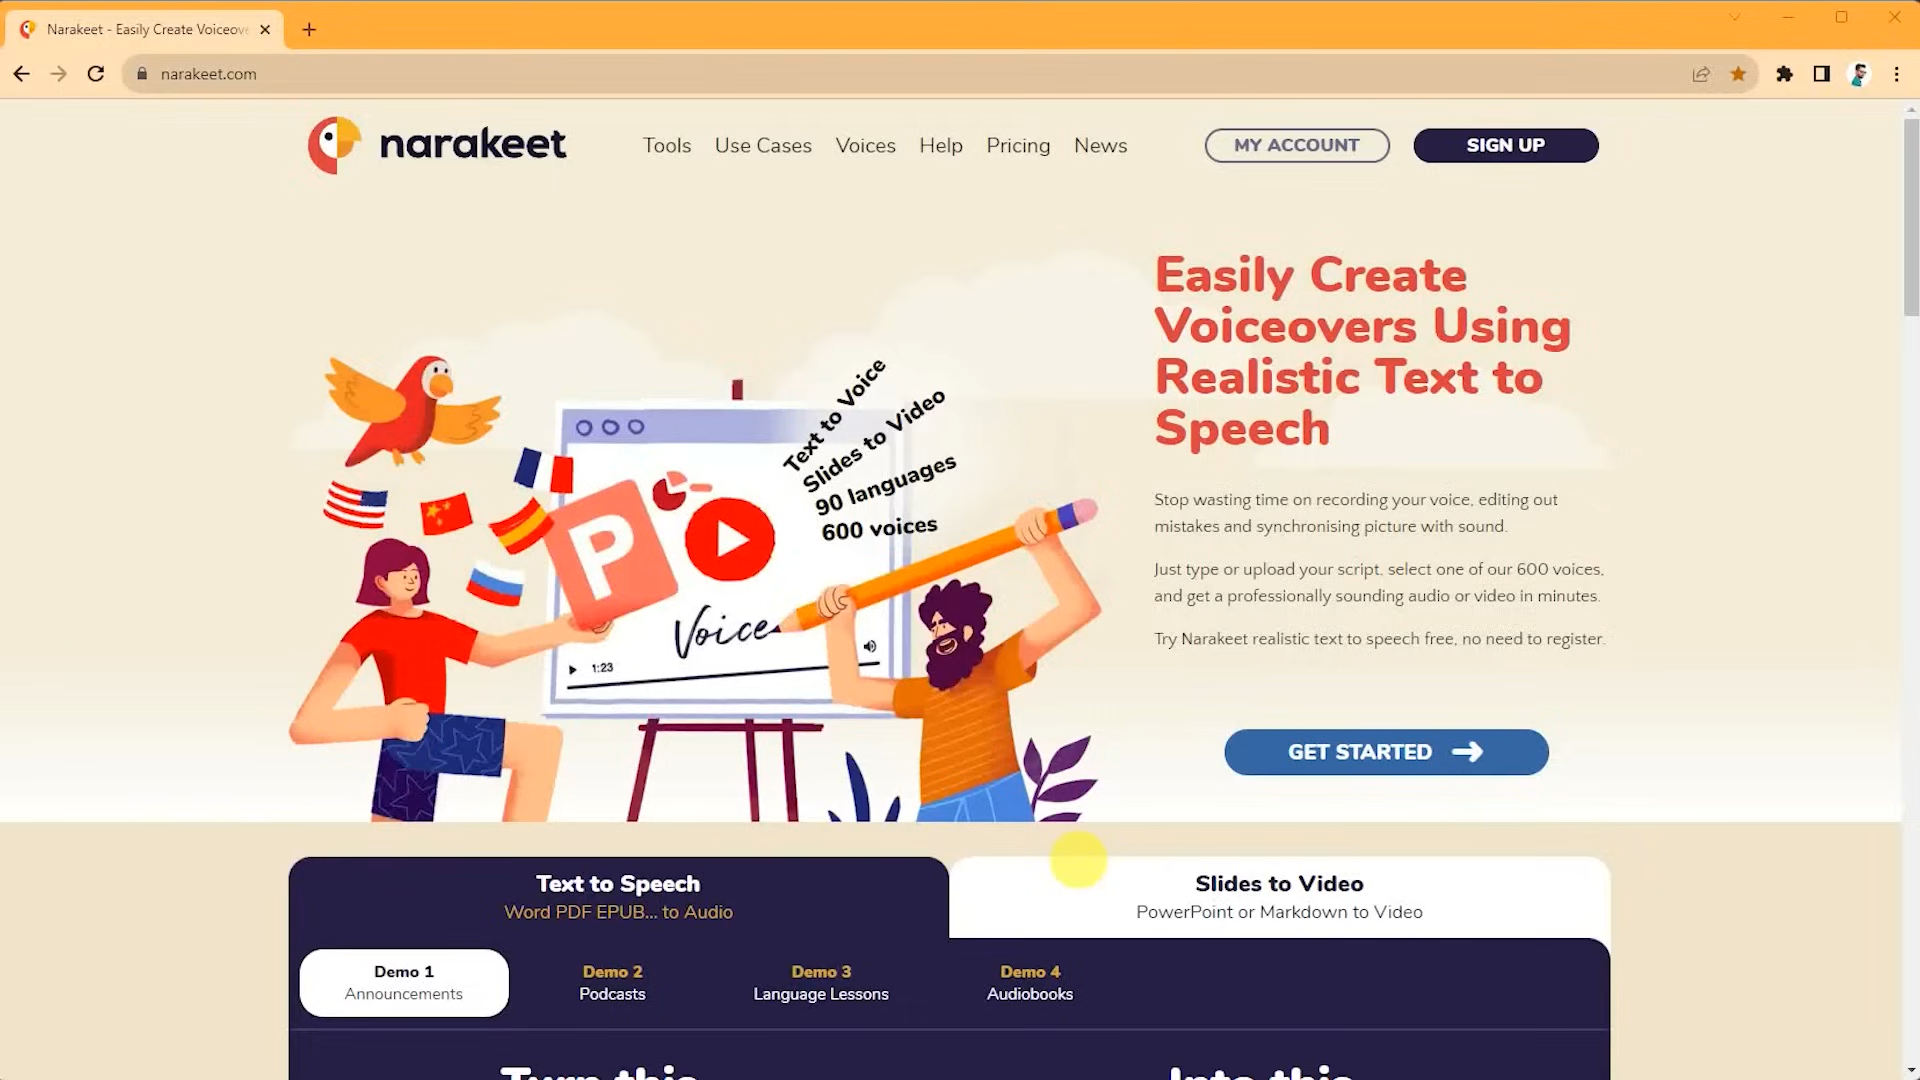 Narakeet - Easily Create Voiceov
narakeet.com
narakeet
Tools
Use Cases
Voices
Help
Pricing
News
MY ACCOUNT
SIGN UP
Easily Create
Voiceovers Using
Realistic Text to
Speech
Text to Voice
Slides to Video
90 languages
600 voices
P
Voice
1:23
Stop wasting time on recording your voice, editing out
mistakes and synchronising picture with sound.
Just type or upload your script, select one of our 600 voices,
and get a professionally sounding audio or video in minutes.
Try Narakeet realistic text to speech free, no need to register.
GET STARTED
Text to Speech
Word PDF EPUB... to Audio
Slides to Video
PowerPoint or Markdown to Video
Demo 1
Announcements
Demo 2
Podcasts
Demo 3
Language Lessons
Demo 4
Audiobooks
Turn this
Into this